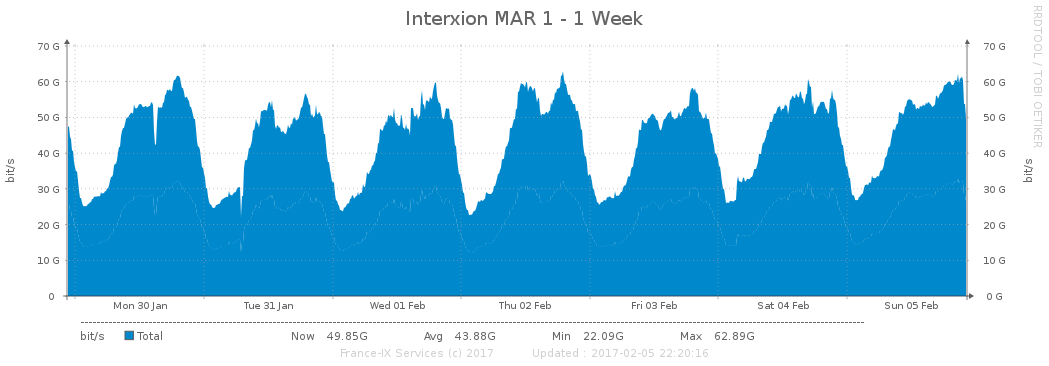 Interxion MAR 1 - 1 Week
RRDTOOL / TOBI OETIKER
bit/s
70 G 70 G
60 G 60 G
50 G 50 G
40 G 40 G
30 G 30 G
20 G 20 G
10 G 10 G
0 0 G
bit/s
Mon 30 Jan Tue 31 Jan Wed 01 Feb Thu 02 Feb Fri 03 Feb Sat 04 Feb Sun 05 Feb
bit/s Total Now 49.85G Avg 43.88G Min 22.09G Max 62.89G
France-IX Services (c) 2017 Updated : 2017-02-05 22:20:16